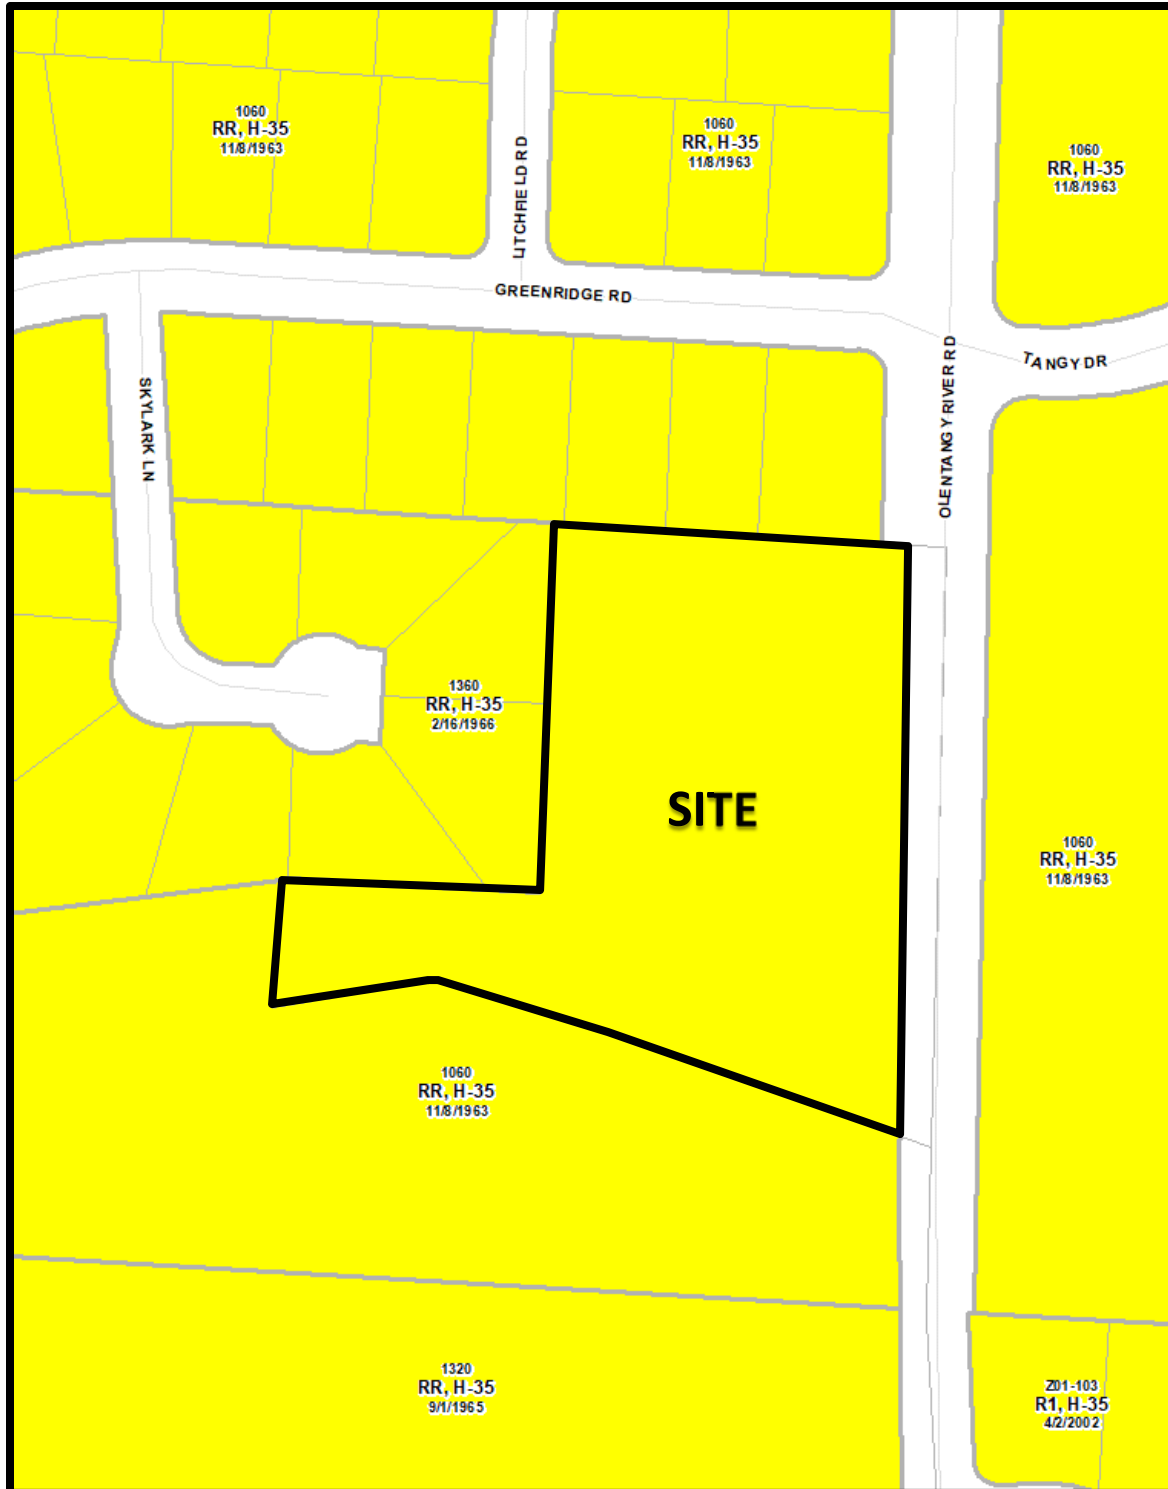 1060
RR, H-35
11/8/1963
1060
RR, H-35
11/8/1963
1060
RR, H-35
11/8/1963
LITCHFIELD RD
GREENRIDGE RD
TANGY DR
OLENTANGY RIVER RD
SKYLARK LN
1360
RR, H-35
2/16/1966
SITE
1060
RR, H-35
11/8/1963
1060
RR, H-35
11/8/1963
1320
RR, H-35
9/1/1965
Z01-103
R1, H-35
4/2/2002